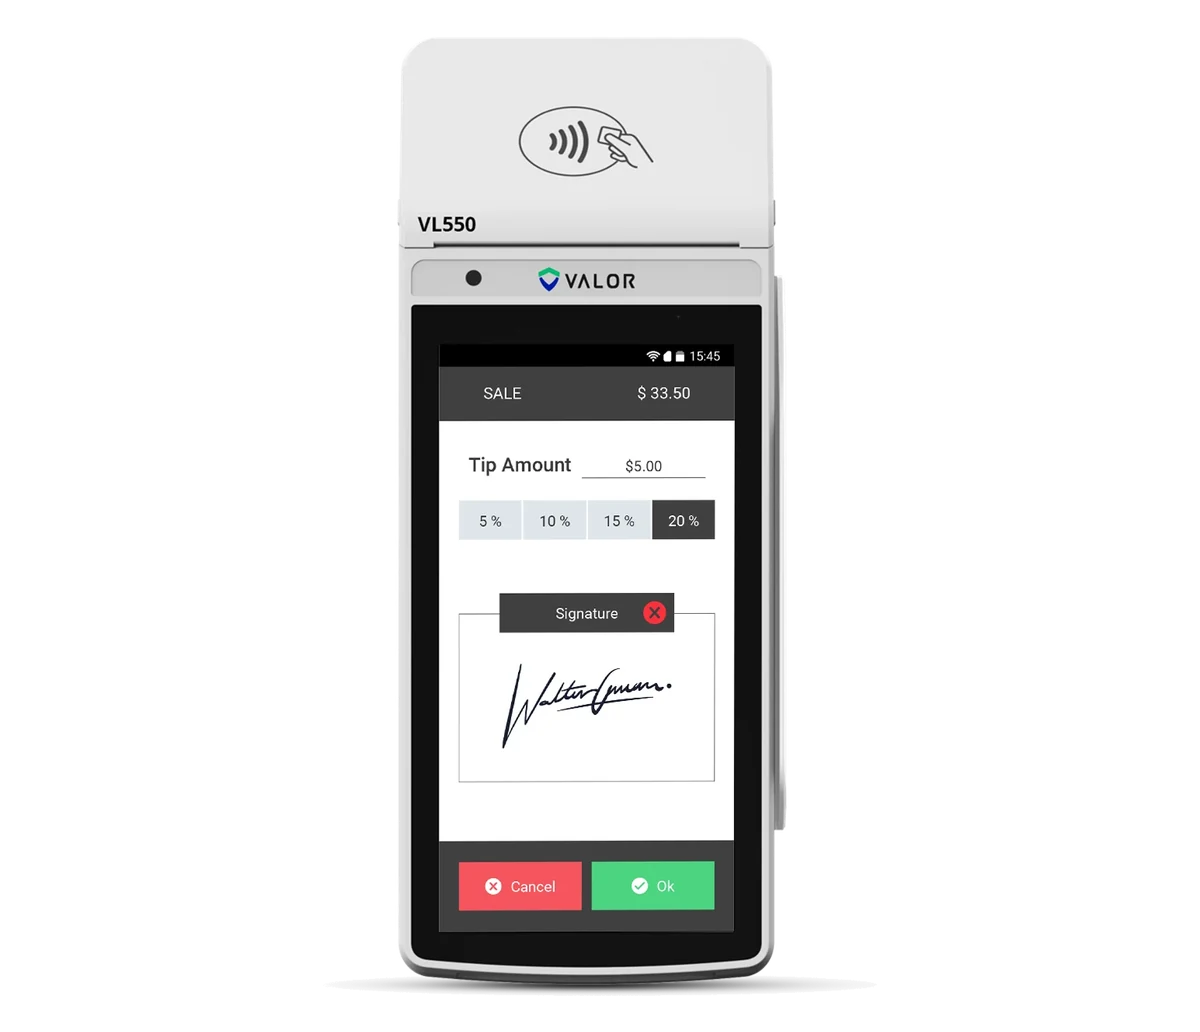 VL550
VALOR
15:45
SALE $ 33.50
Tip Amount $5.00
5 % 10 % 15 % 20 %
Signature
Cancel Ok